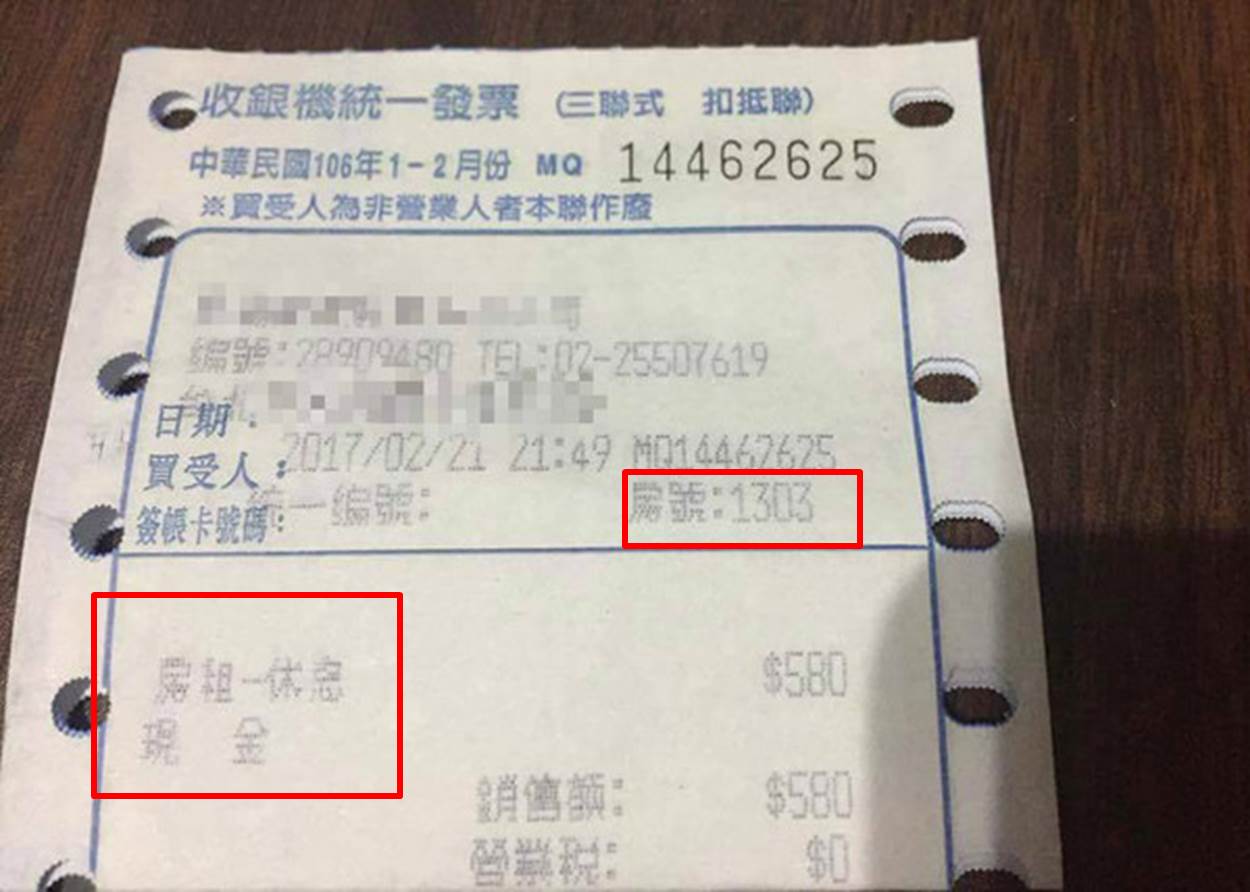 收銀機統一發票 (三聯式 扣抵聯)
中華民國106年1-2月份 MQ 14462625
※買受人為非營業人者本聯作廢
編號:28909480 TEL:02-25507619
日期:
2017/02/21 21:49 MQ14462625
買受人:
統一編號: 房號:1303
簽帳卡號碼:
房租-休息 $580
現 金
銷售額: $580
營業稅: $0